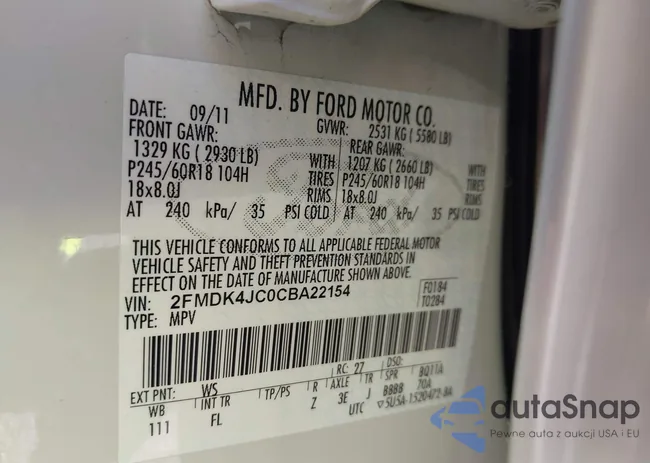 MFD. BY FORD MOTOR CO.
DATE: 09/11 GVWR: 2531 KG ( 5580 LB)
FRONT GAWR: REAR GAWR:
1329 KG ( 2930 LB) WITH 1207 KG ( 2660 LB) WITH
P245/60R18 104H TIRES P245/60R18 104H TIRES
18x8.0J RIMS 18x8.0J RIMS
AT 240 kPa/ 35 PSI COLD AT 240 kPa/ 35 PSI COLD
THIS VEHICLE CONFORMS TO ALL APPLICABLE FEDERAL MOTOR
VEHICLE SAFETY AND THEFT PREVENTION STANDARDS IN
EFFECT ON THE DATE OF MANUFACTURE SHOWN ABOVE.
VIN: 2FMDK4JC0CBA22154 F0184
TYPE: MPV T0284
EXT PNT: WS RC: 27 DSO:
WB INT TR TP/PS R AXLE TR SPR BQ11A
111 FL Z 3E J BBBB 70A
UTC
autaSnap
Pewne auta z aukcji USA i EU